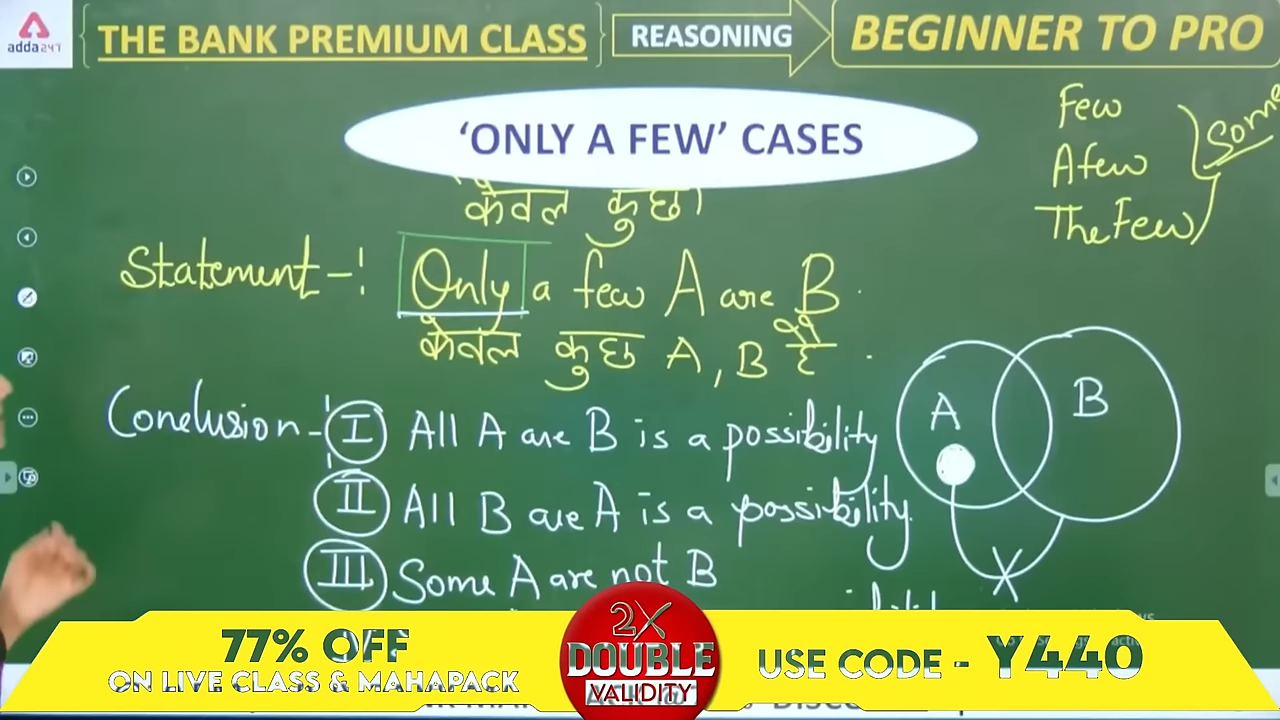 adda247
THE BANK PREMIUM CLASS
REASONING
BEGINNER TO PRO
'ONLY A FEW' CASES
Few
A few
The Few
Some
केवल कुछ
Statement -: Only a few A are B.
केवल कुछ A, B हैं.
A B
Conclusion -: I All A are B is a possibility
II All B are A is a possibility.
III Some A are not B
77% OFF
ON LIVE CLASS & MAHAPACK
2X
DOUBLE
VALIDITY
USE CODE - Y440